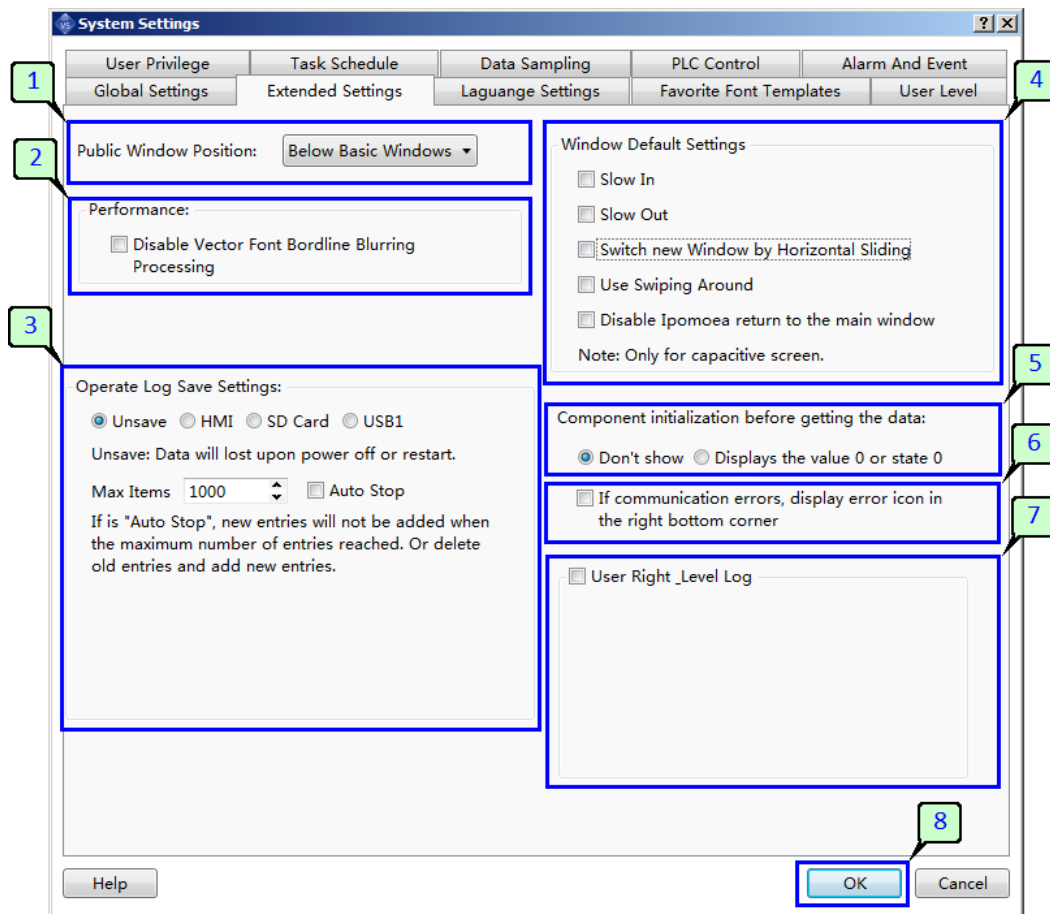 VS System Settings
User Privilege Task Schedule Data Sampling PLC Control Alarm And Event
Global Settings Extended Settings Laguange Settings Favorite Font Templates User Level
1
Public Window Position: Below Basic Windows
2
Performance:
Disable Vector Font Bordline Blurring
Processing
3
Operate Log Save Settings:
Unsave HMI SD Card USB1
Unsave: Data will lost upon power off or restart.
Max Items 1000 Auto Stop
If is "Auto Stop", new entries will not be added when
the maximum number of entries reached. Or delete
old entries and add new entries.
4
Window Default Settings
Slow In
Slow Out
Switch new Window by Horizontal Sliding
Use Swiping Around
Disable Ipomoea return to the main window
Note: Only for capacitive screen.
5
Component initialization before getting the data:
Don't show Displays the value 0 or state 0
6
If communication errors, display error icon in
the right bottom corner
7
User Right _Level Log
8
Help OK Cancel